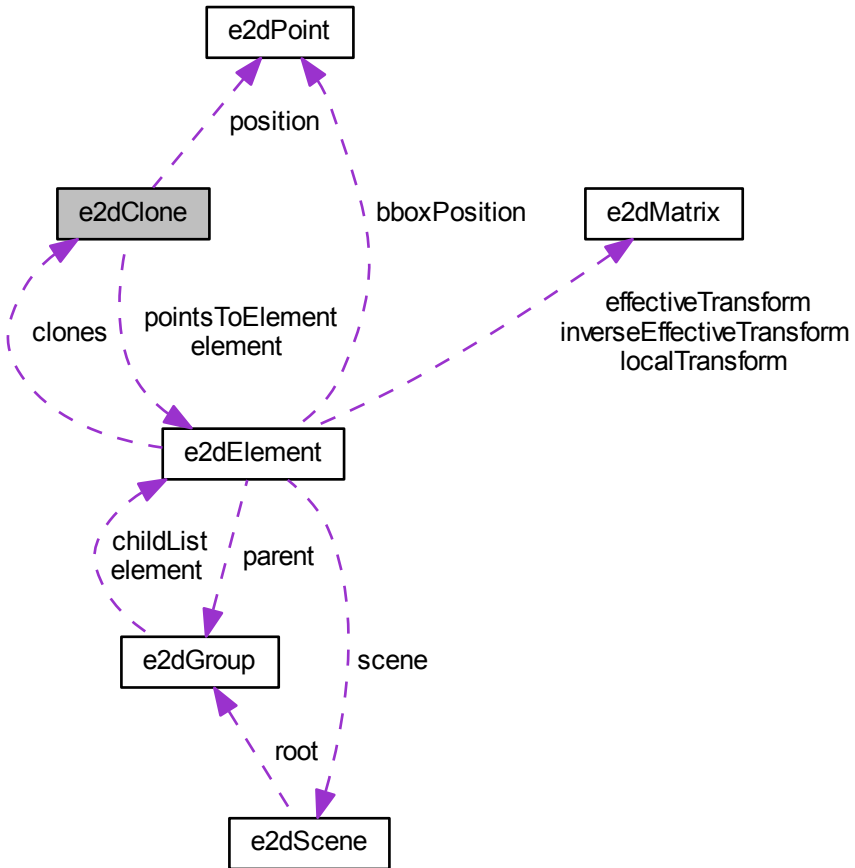 e2dPoint
position
e2dClone
bboxPosition
e2dMatrix
clones
pointsToElement
element
effectiveTransform
inverseEffectiveTransform
localTransform
e2dElement
childList
element
parent
e2dGroup
scene
root
e2dScene